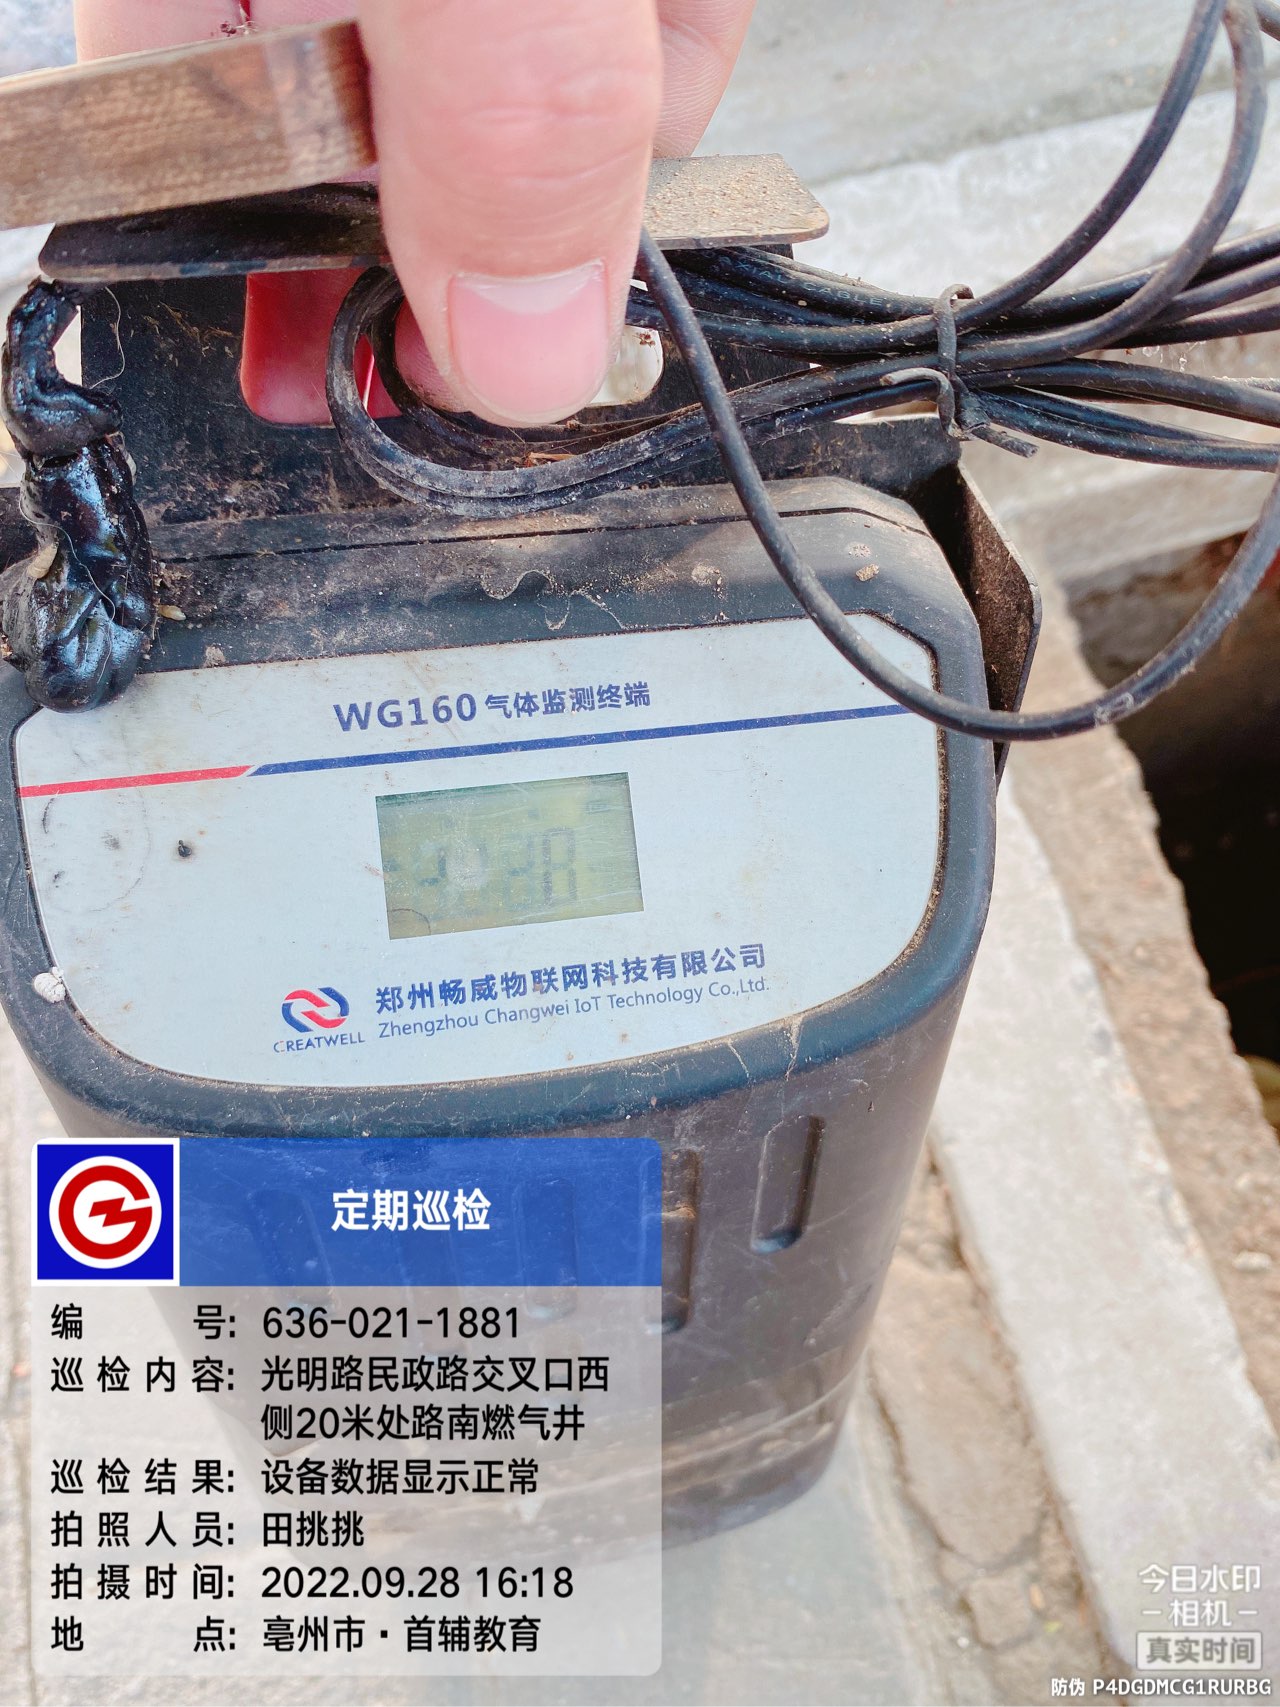 WG160 气体监测终端
郑州畅威物联网科技有限公司
Zhengzhou Changwei IoT Technology Co.,Ltd.
CREATWELL
定期巡检
编号: 636-021-1881
巡检内容: 光明路民政路交叉口西
侧20米处路南燃气井
巡检结果: 设备数据显示正常
拍照人员: 田挑挑
拍摄时间: 2022.09.28 16:18
地点: 亳州市·首辅教育
今日水印
相机
真实时间
防伪 P4DGDMCG1RURBG